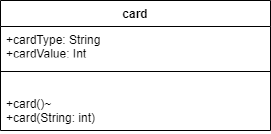 card
+cardType: String
+cardValue: Int
+card()~
+card(String: int)